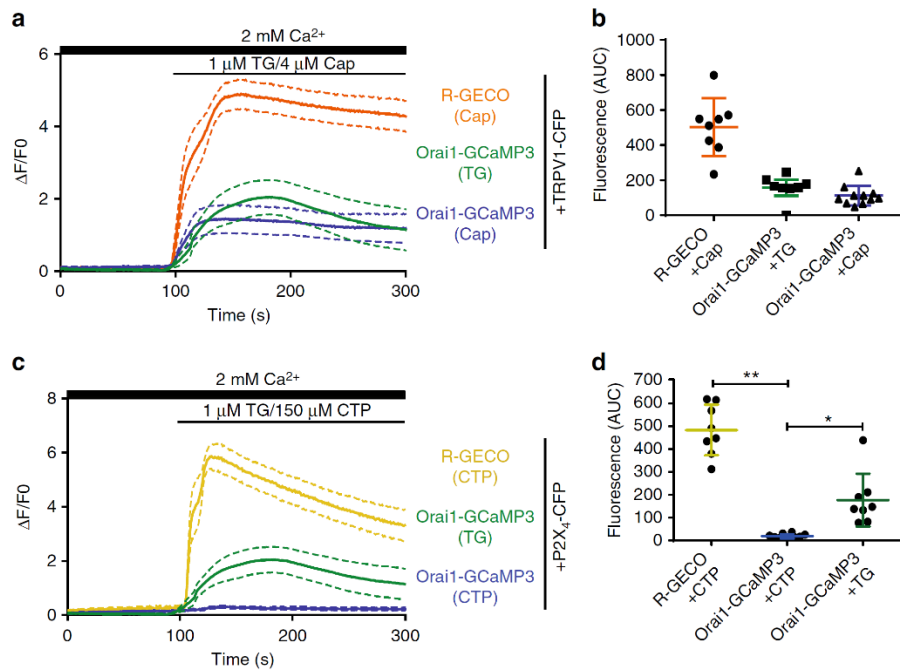 a
2 mM Ca²⁺
1 μM TG/4 μM Cap
6
4
2
0
ΔF/F0
0
100
200
300
Time (s)
R-GECO
(Cap)
Orai1-GCaMP3
(TG)
Orai1-GCaMP3
(Cap)
+TRPV1-CFP
b
Fluorescence (AUC)
1000
800
600
400
200
0
R-GECO
+Cap
Orai1-GCaMP3
+TG
Orai1-GCaMP3
+Cap
c
2 mM Ca²⁺
1 μM TG/150 μM CTP
8
6
4
2
0
ΔF/F0
0
100
200
300
Time (s)
R-GECO
(CTP)
Orai1-GCaMP3
(TG)
Orai1-GCaMP3
(CTP)
+P2X₄-CFP
d
Fluorescence (AUC)
700
600
500
400
300
200
100
0
**
*
R-GECO
+CTP
Orai1-GCaMP3
+CTP
Orai1-GCaMP3
+TG